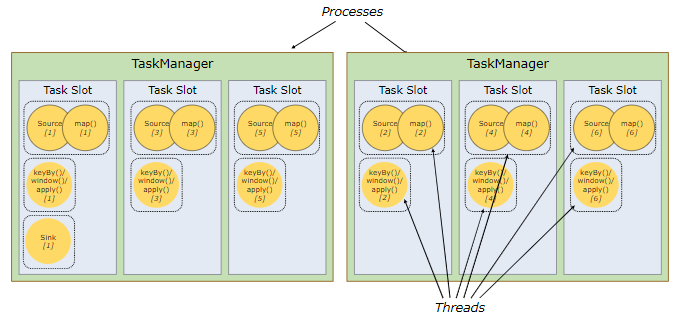 Processes
TaskManager
Task Slot
Source
[1]
map()
[1]
keyBy()/
window()/
apply()
[1]
Sink
[1]
Task Slot
Source
[3]
map()
[3]
keyBy()/
window()/
apply()
[3]
Task Slot
Source
[5]
map()
[5]
keyBy()/
window()/
apply()
[5]
TaskManager
Task Slot
Source
[2]
map()
[2]
keyBy()/
window()/
apply()
[2]
Task Slot
Source
[4]
map()
[4]
keyBy()/
window()/
apply()
[4]
Task Slot
Source
[6]
map()
[6]
keyBy()/
window()/
apply()
[6]
Threads